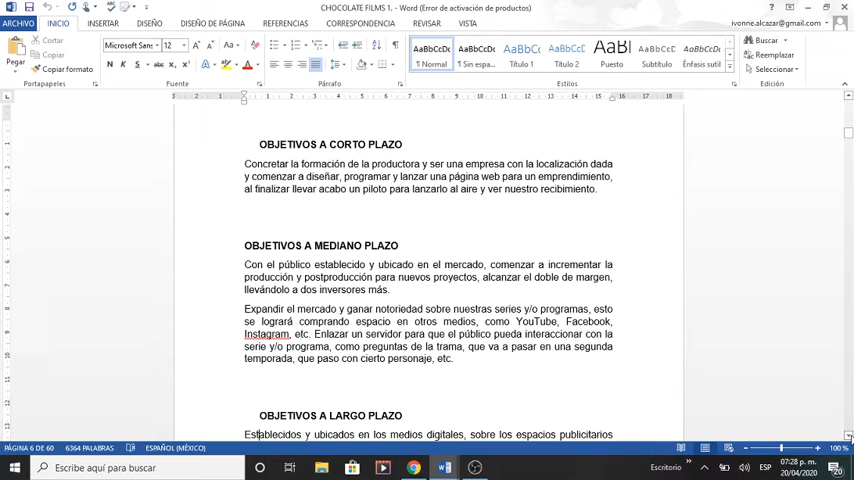 CHOCOLATE FILMS 1. - Word (Error de activación de productos)
ARCHIVO INICIO INSERTAR DISEÑO DISEÑO DE PÁGINA REFERENCIAS CORRESPONDENCIA REVISAR VISTA ivonne.alcazar@gmail.com
Pegar
Cortar
Copiar
Copiar formato
Portapapeles
Microsoft Sans 12
N K S abc x₂ x²
Fuente
Párrafo
AaBbCcDc AaBbCcDc AaBbCc AaBbCcD AaBb AaBbCcD AaBbCcDc
¶ Normal ¶ Sin espa... Título 1 Título 2 Puesto Subtítulo Énfasis sutil
Estilos
Buscar
Reemplazar
Seleccionar
Edición
OBJETIVOS A CORTO PLAZO
Concretar la formación de la productora y ser una empresa con la localización dada
y comenzar a diseñar, programar y lanzar una página web para un emprendimiento,
al finalizar llevar acabo un piloto para lanzarlo al aire y ver nuestro recibimiento.
OBJETIVOS A MEDIANO PLAZO
Con el público establecido y ubicado en el mercado, comenzar a incrementar la
producción y postproducción para nuevos proyectos, alcanzar el doble de margen,
llevándolo a dos inversores más.
Expandir el mercado y ganar notoriedad sobre nuestras series y/o programas, esto
se logrará comprando espacio en otros medios, como YouTube, Facebook,
Instagram, etc. Enlazar un servidor para que el público pueda interaccionar con la
serie y/o programa, como preguntas de la trama, que va a pasar en una segunda
temporada, que paso con cierto personaje, etc.
OBJETIVOS A LARGO PLAZO
Establecidos y ubicados en los medios digitales, sobre los espacios publicitarios
PÁGINA 6 DE 60 6364 PALABRAS ESPAÑOL (MÉXICO) 100 %
Escribe aquí para buscar
Escritorio
ESP
07:28 p. m.
20/04/2020
20